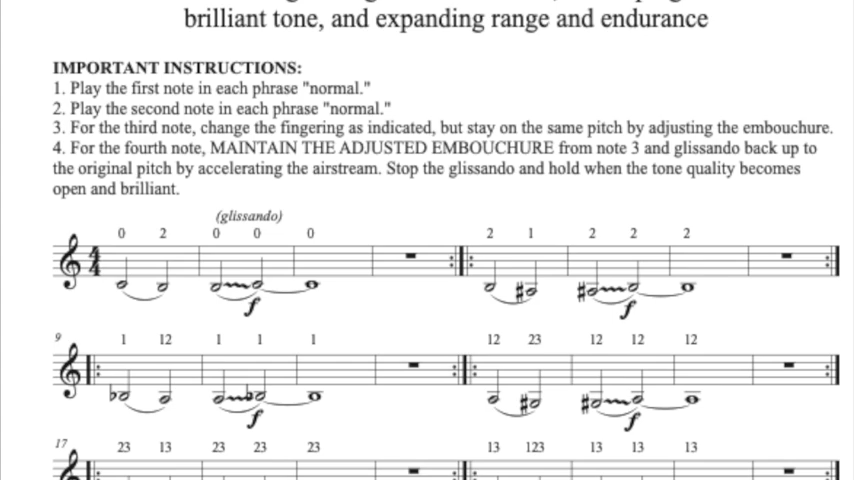 brilliant tone, and expanding range and endurance
IMPORTANT INSTRUCTIONS:
1. Play the first note in each phrase "normal."
2. Play the second note in each phrase "normal."
3. For the third note, change the fingering as indicated, but stay on the same pitch by adjusting the embouchure.
4. For the fourth note, MAINTAIN THE ADJUSTED EMBOUCHURE from note 3 and glissando back up to
the original pitch by accelerating the airstream. Stop the glissando and hold when the tone quality becomes
open and brilliant.
(glissando)
0 2 0 0 0 2 1 2 2 2
4
4
f f
9 1 12 1 1 1 12 23 12 12 12
f f
17 23 13 23 23 23 13 123 13 13 13